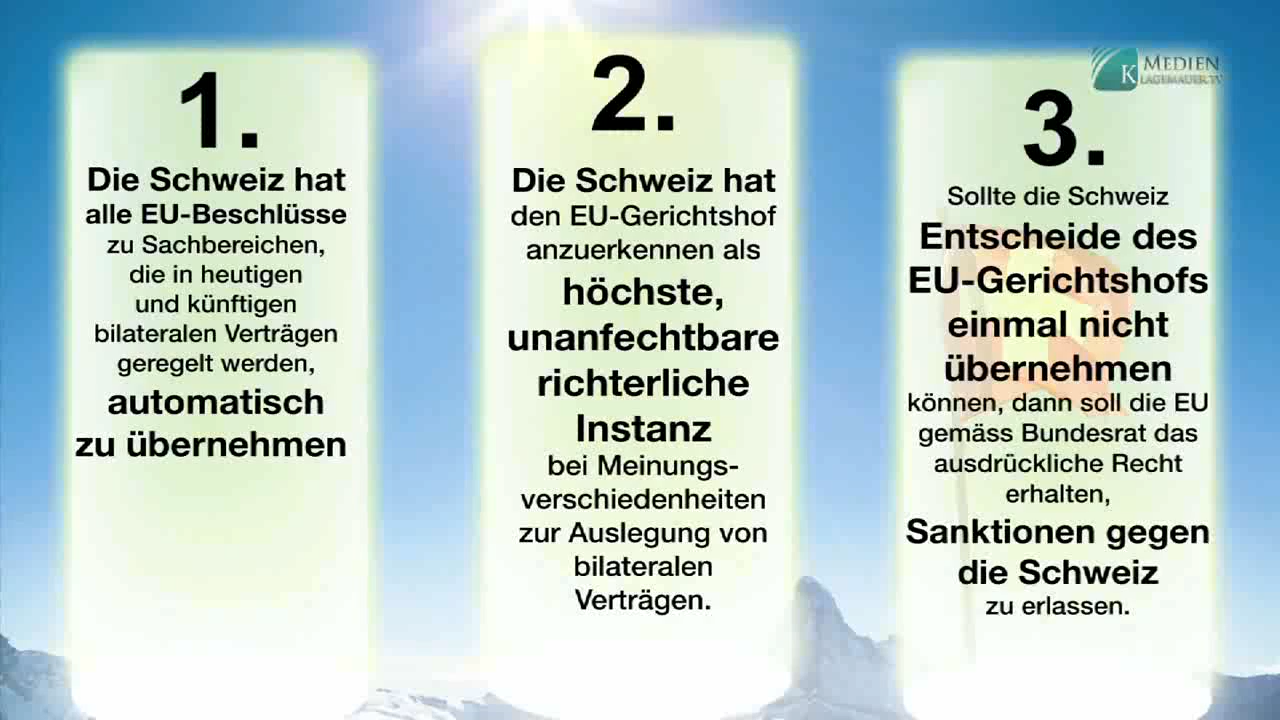 1.
Die Schweiz hat
alle EU-Beschlüsse
zu Sachbereichen,
die in heutigen
und künftigen
bilateralen Verträgen
geregelt werden,
automatisch
zu übernehmen
2.
Die Schweiz hat
den EU-Gerichtshof
anzuerkennen als
höchste,
unanfechtbare
richterliche
Instanz
bei Meinungs-
verschiedenheiten
zur Auslegung von
bilateralen
Verträgen.
K MEDIEN
KLAGEMAUER.TV
3.
Sollte die Schweiz
Entscheide des
EU-Gerichtshofs
einmal nicht
übernehmen
können, dann soll die EU
gemäss Bundesrat das
ausdrückliche Recht
erhalten,
Sanktionen gegen
die Schweiz
zu erlassen.